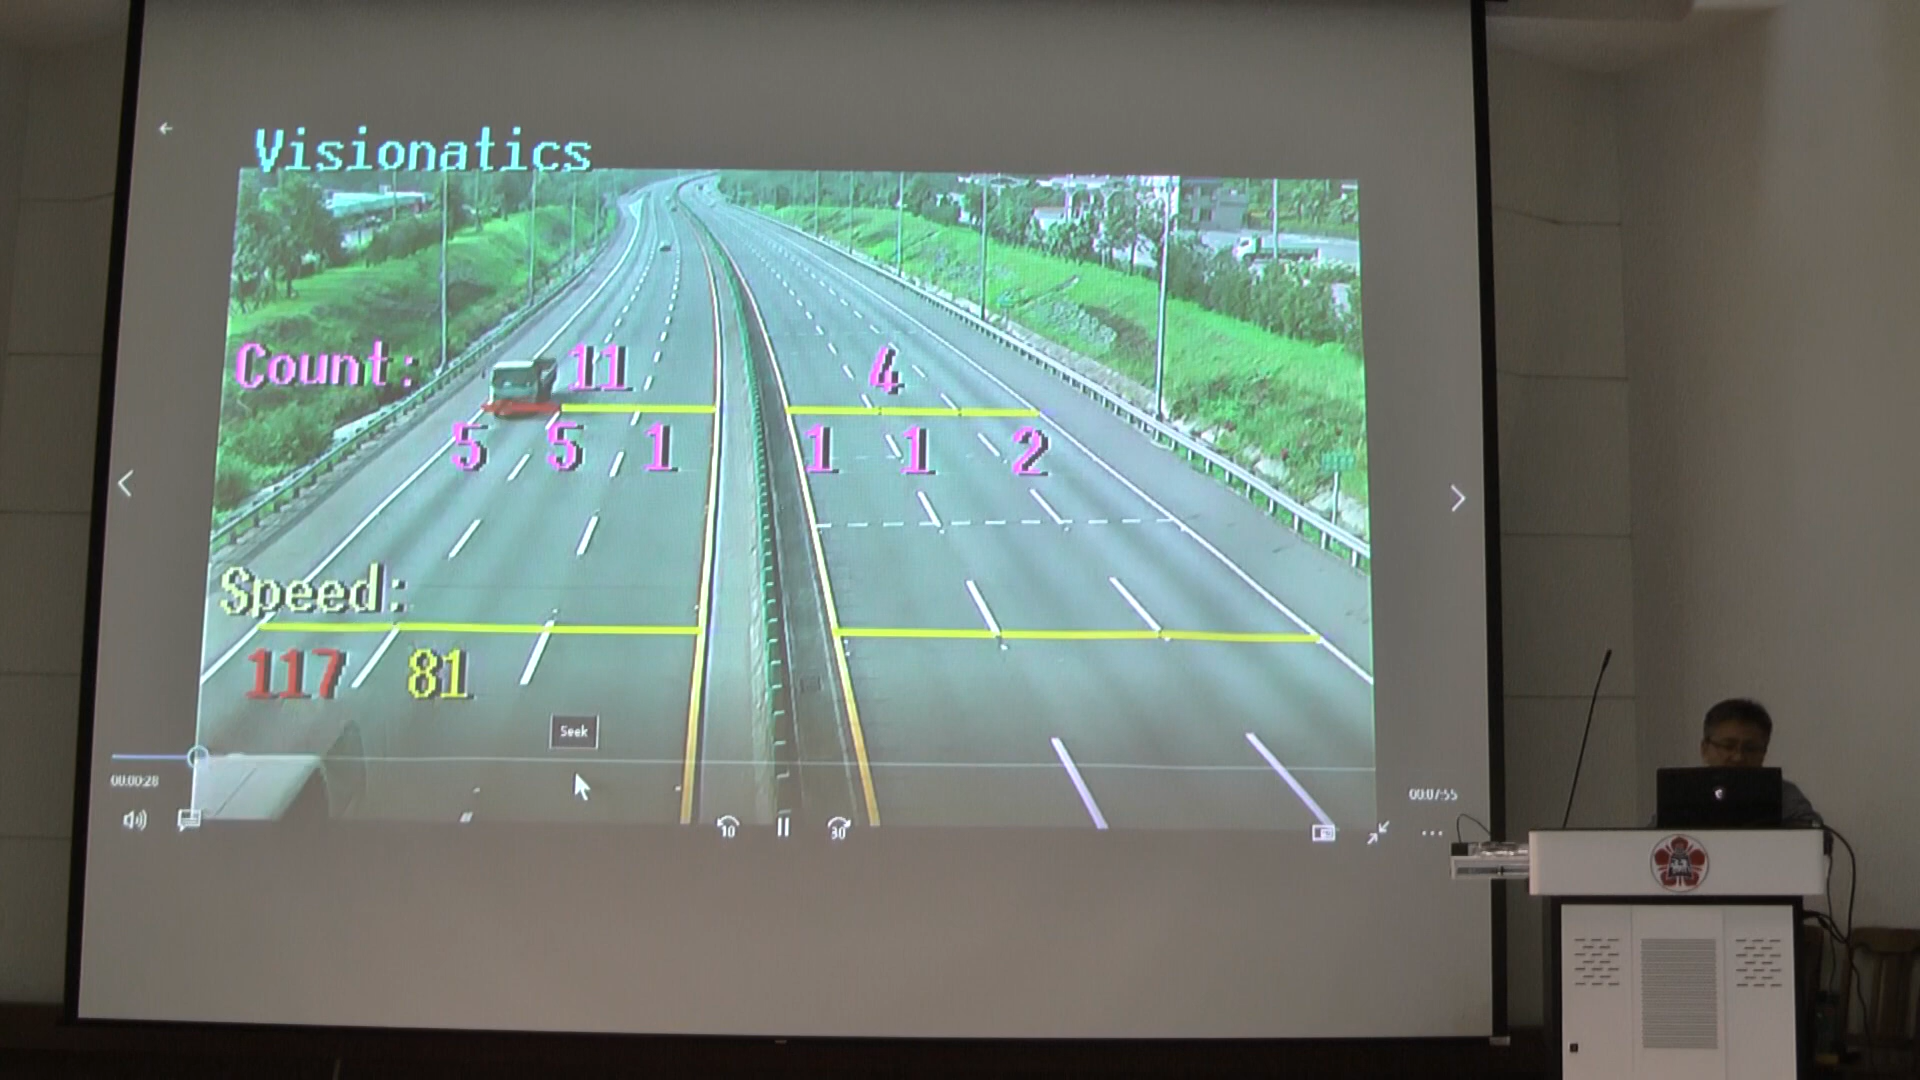 Visionatics
Count: 11 4
5 5 1 1 1 2
Speed:
117 81
Seek
00:00:28
00:07:55
10 30